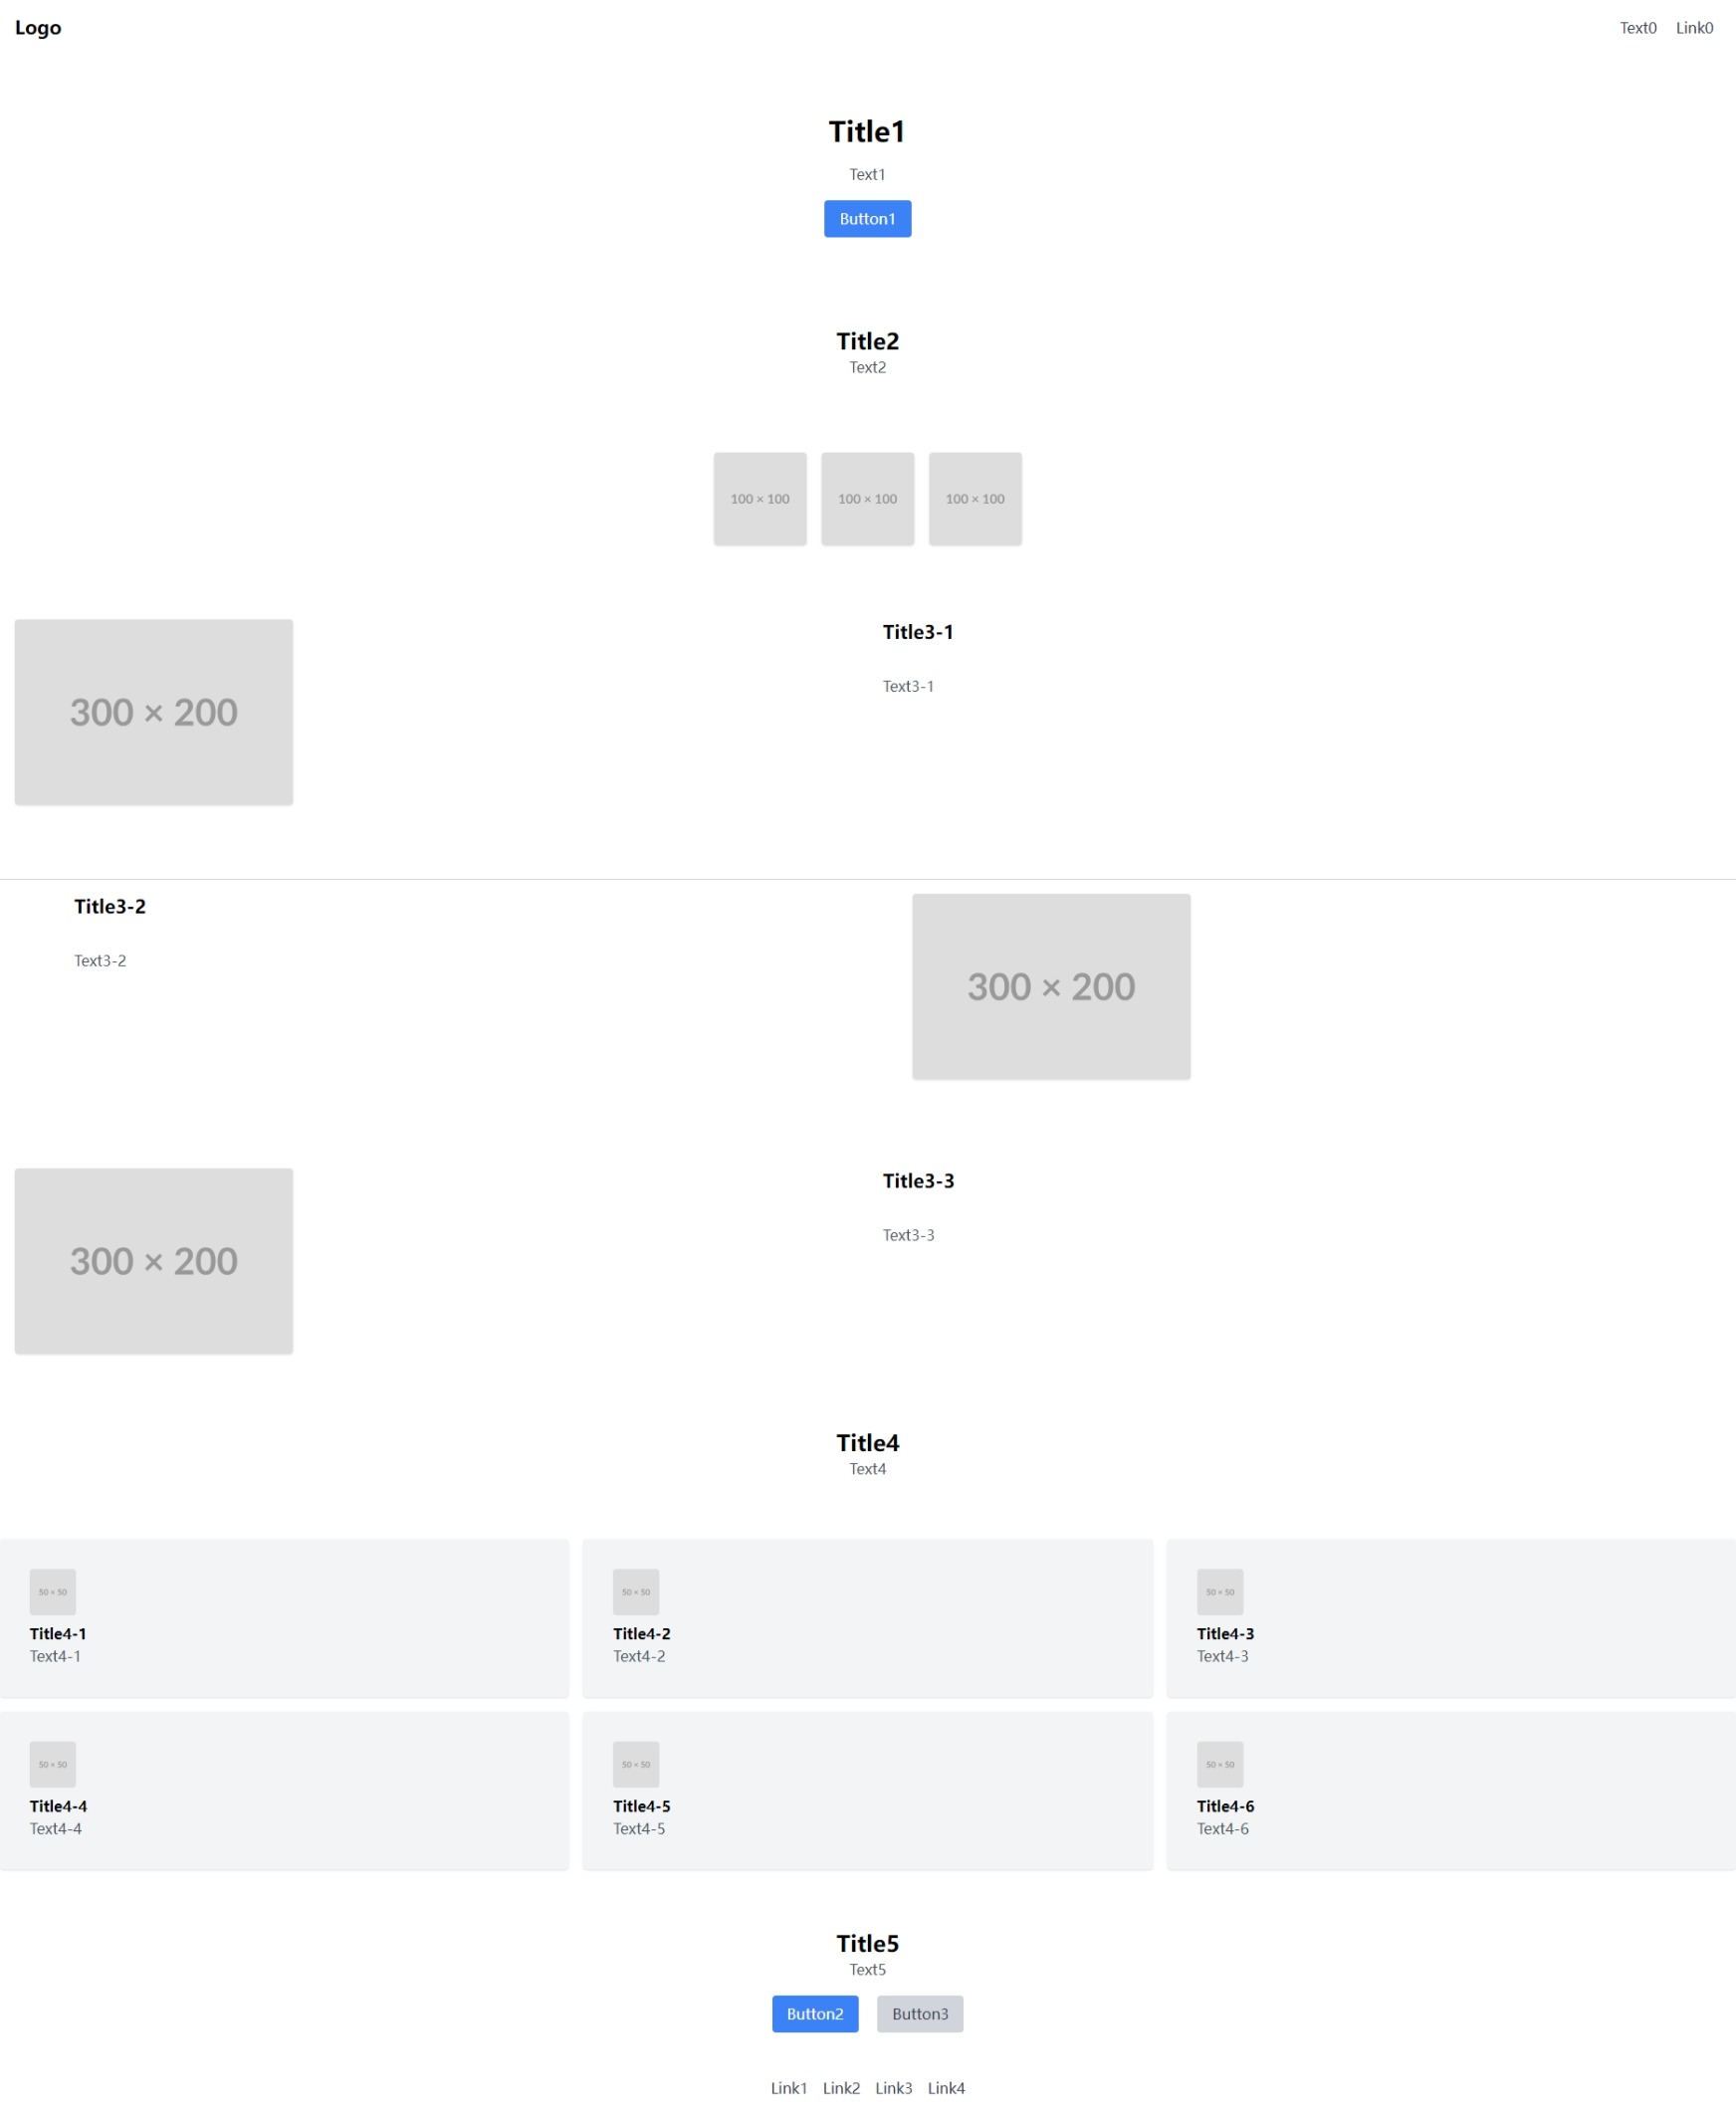 Logo
Text0 Link0
Title1
Text1
Button1
Title2
Text2
100 × 100 100 × 100 100 × 100
300 × 200
Title3-1
Text3-1
Title3-2
Text3-2
300 × 200
300 × 200
Title3-3
Text3-3
Title4
Text4
50 × 50
Title4-1
Text4-1
50 × 50
Title4-2
Text4-2
50 × 50
Title4-3
Text4-3
50 × 50
Title4-4
Text4-4
50 × 50
Title4-5
Text4-5
50 × 50
Title4-6
Text4-6
Title5
Text5
Button2 Button3
Link1 Link2 Link3 Link4